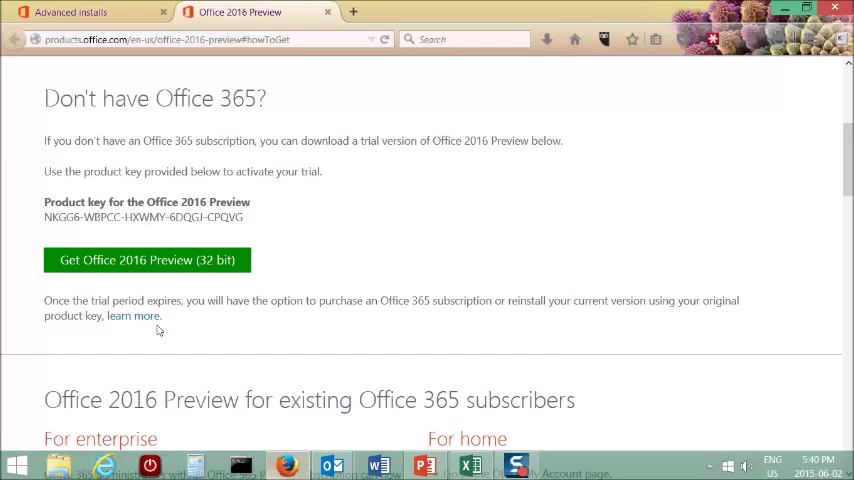 Advanced installs
Office 2016 Preview
products.office.com/en-us/office-2016-preview#howToGet
Search
Don't have Office 365?
If you don't have an Office 365 subscription, you can download a trial version of Office 2016 Preview below.
Use the product key provided below to activate your trial.
Product key for the Office 2016 Preview
NKGG6-WBPCC-HXWMY-6DQGJ-CPQVG
Get Office 2016 Preview (32 bit)
Once the trial period expires, you will have the option to purchase an Office 365 subscription or reinstall your current version using your original
product key, learn more.
Office 2016 Preview for existing Office 365 subscribers
For enterprise
For home
My Account page.
ENG
US
5:40 PM
2015-06-02